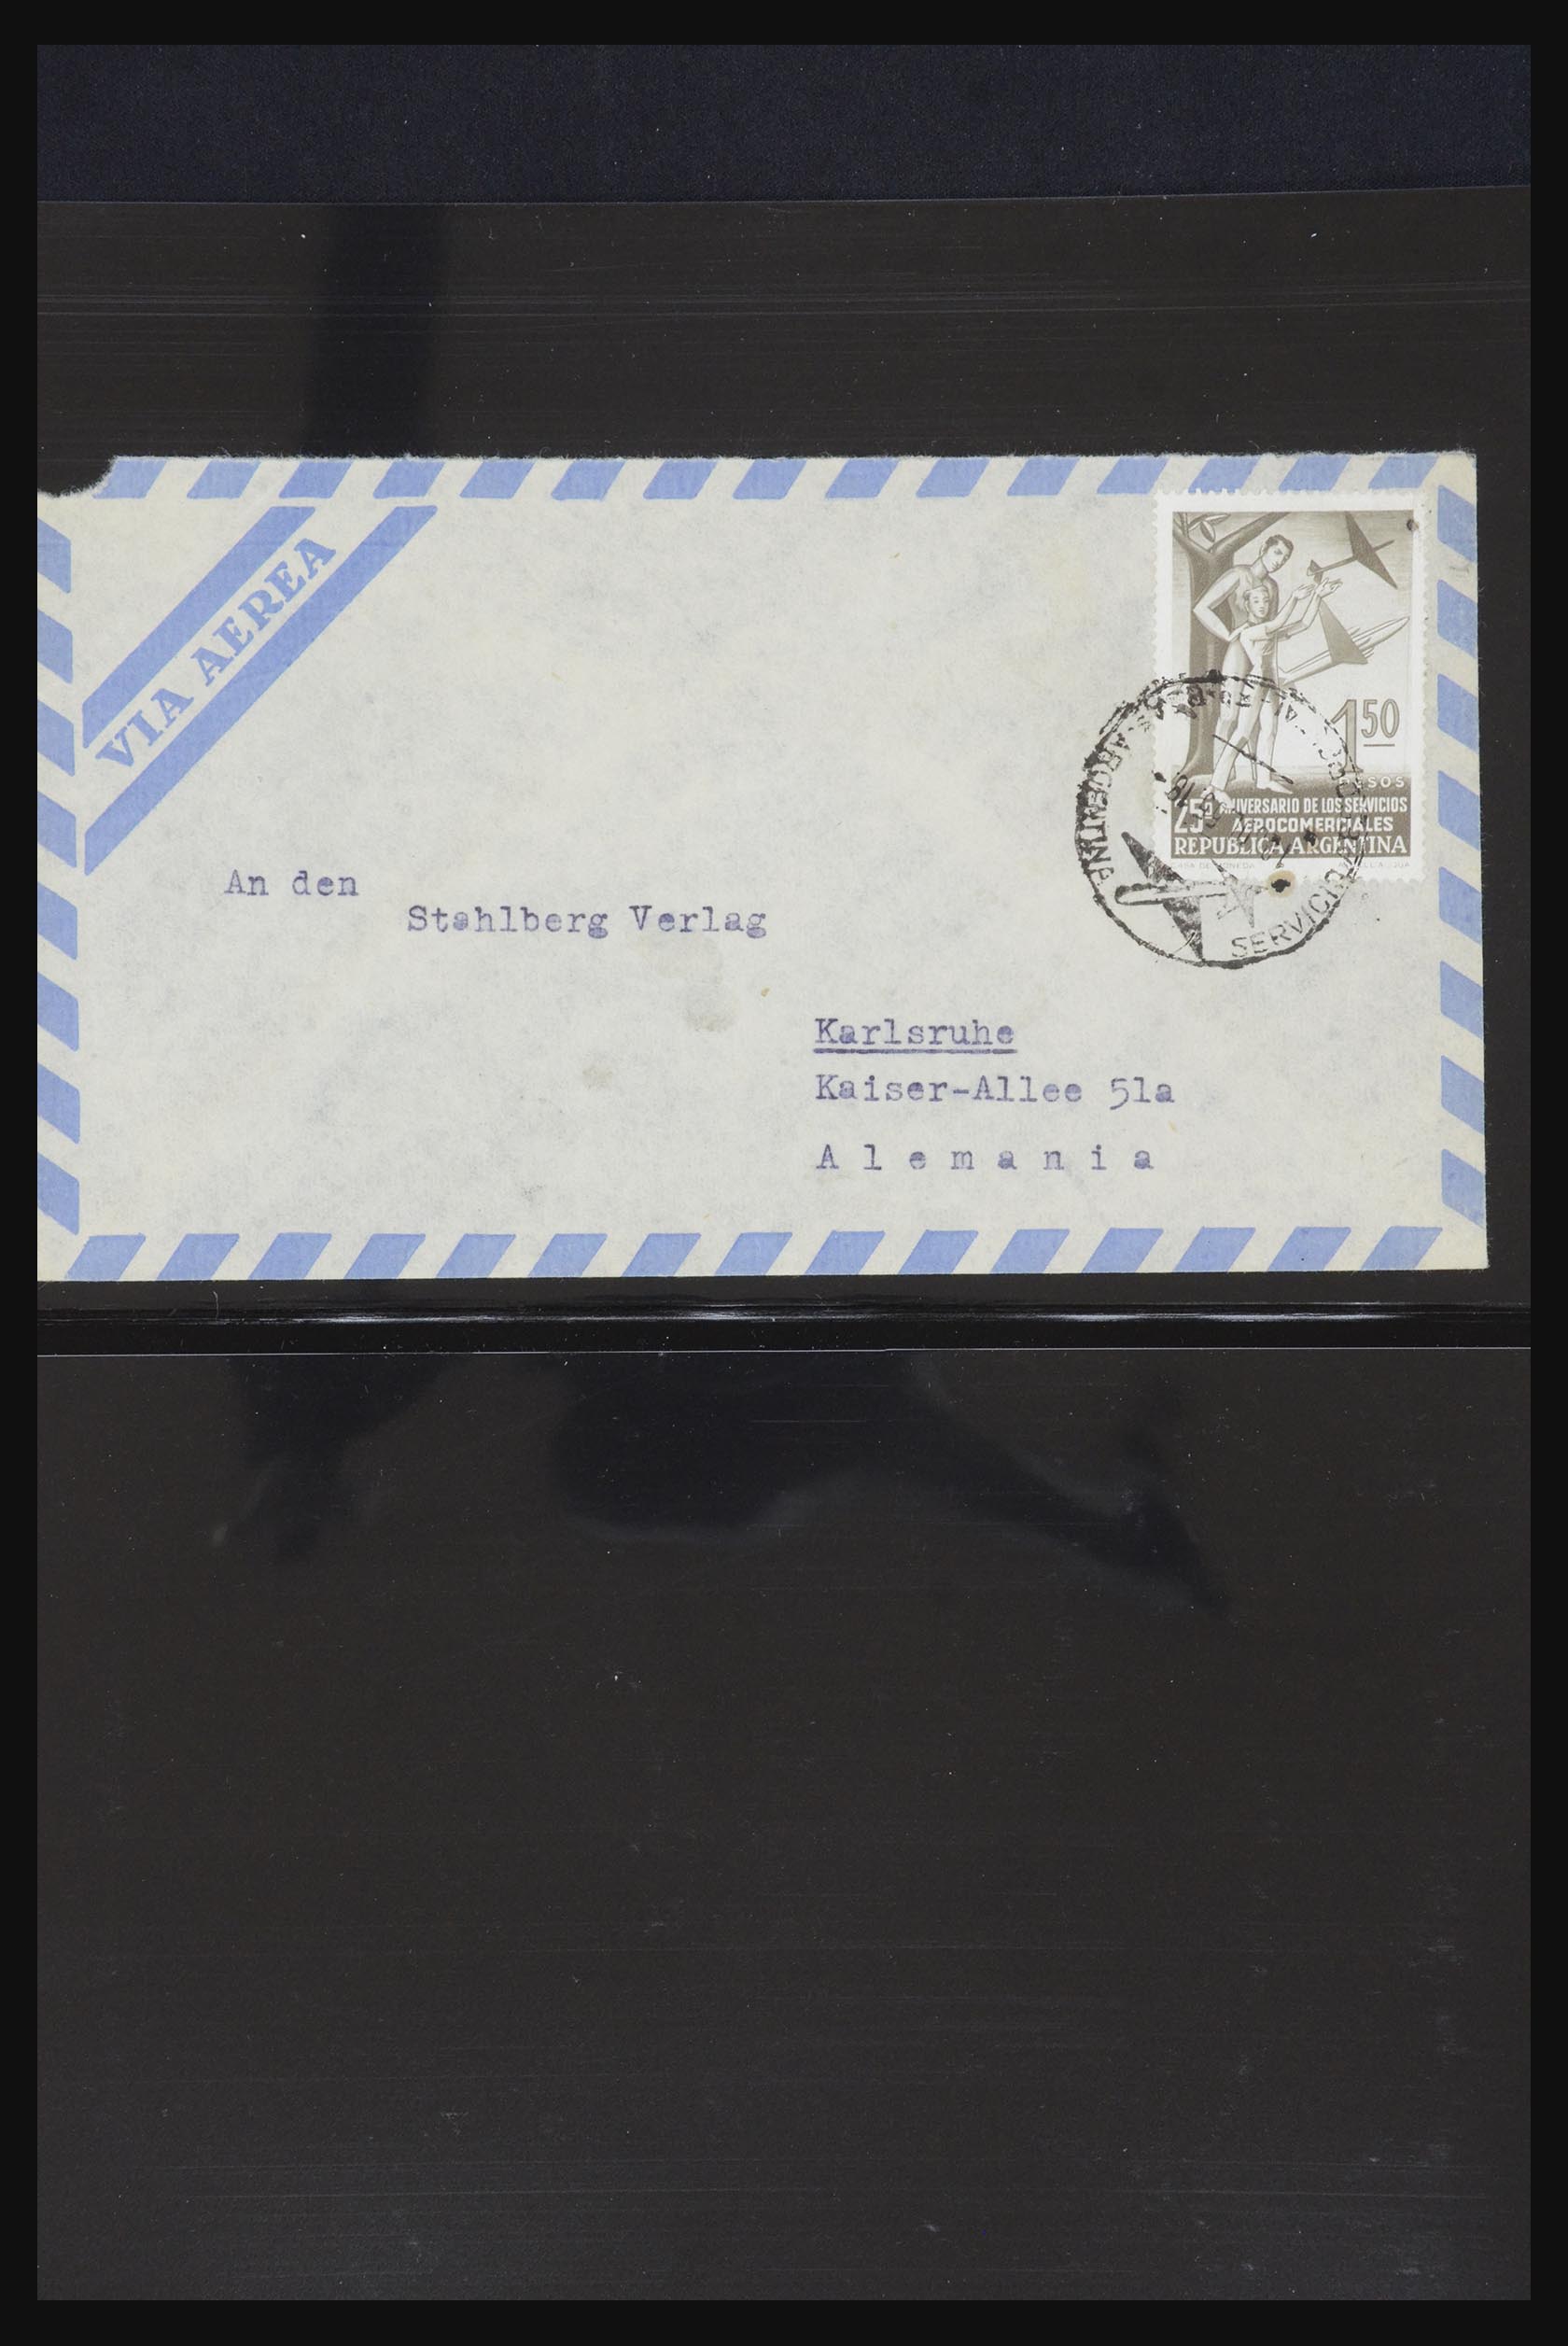 VIA AEREA
1 50
PESOS
25º ANIVERSARIO DE LOS SERVICIOS
AEROCOMERCIALES
REPUBLICA ARGENTINA
ARGENTINA
SERVICIO
An den
Stahlberg Verlag
Karlsruhe
Kaiser-Allee 51a
A l e m a n i a